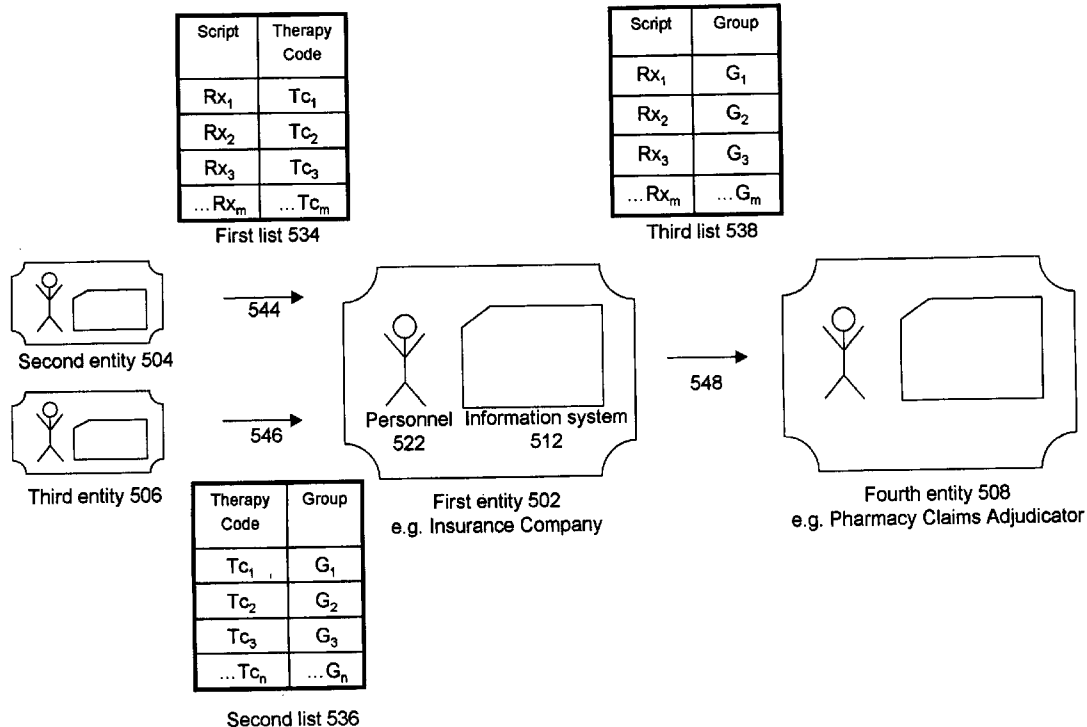 Script Therapy Code
Rx₁ Tc₁
Rx₂ Tc₂
Rx₃ Tc₃
...Rxₘ ...Tcₘ
First list 534
Script Group
Rx₁ G₁
Rx₂ G₂
Rx₃ G₃
...Rxₘ ...Gₘ
Third list 538
544
Second entity 504
546
Third entity 506
Personnel 522
Information system 512
548
First entity 502
e.g. Insurance Company
Fourth entity 508
e.g. Pharmacy Claims Adjudicator
Therapy Code Group
Tc₁ G₁
Tc₂ G₂
Tc₃ G₃
...Tcₙ ...Gₙ
Second list 536